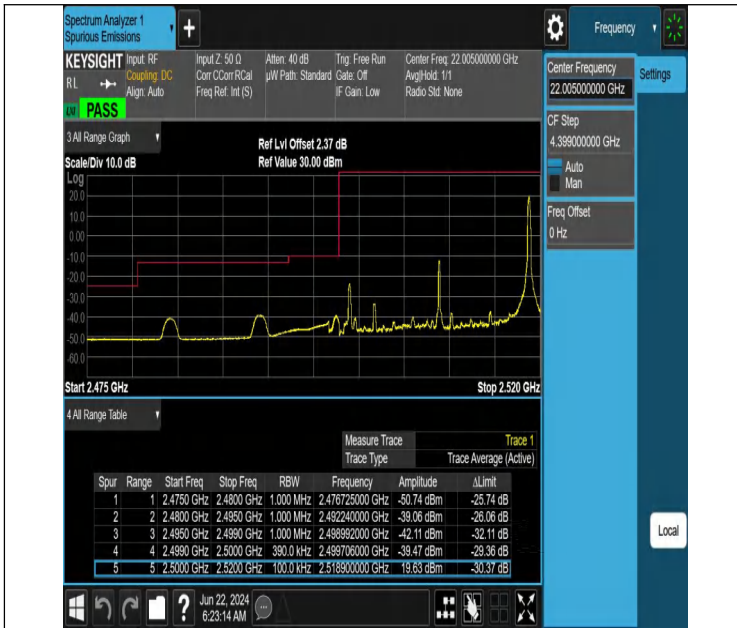 Spectrum Analyzer 1
Spurious Emissions
+
Frequency
KEYSIGHT Input: RF Input Z: 50 Ω Atten: 40 dB Trig: Free Run Center Freq: 22.005000000 GHz
RL Coupling: DC Corr CCorr RCal µW Path: Standard Gate: Off Avg|Hold: 1/1
Align: Auto Freq Ref: Int (S) IF Gain: Low Radio Std: None
PASS
Center Frequency
22.005000000 GHz
Settings
CF Step
4.399000000 GHz
Auto
Man
Freq Offset
0 Hz
3 All Range Graph
Ref Lvl Offset 2.37 dB
Scale/Div 10.0 dB Ref Value 30.00 dBm
Log
20.0
10.0
0.00
-10.0
-20.0
-30.0
-40.0
-50.0
-60.0
Start 2.475 GHz Stop 2.520 GHz
4 All Range Table
Measure Trace Trace 1
Trace Type Trace Average (Active)
Spur Range Start Freq Stop Freq RBW Frequency Amplitude ΔLimit
1 1 2.4750 GHz 2.4800 GHz 1.000 MHz 2.476725000 GHz -50.74 dBm -25.74 dB
2 2 2.4800 GHz 2.4950 GHz 1.000 MHz 2.492240000 GHz -39.06 dBm -26.06 dB
3 3 2.4950 GHz 2.4990 GHz 1.000 MHz 2.498992000 GHz -42.11 dBm -32.11 dB
4 4 2.4990 GHz 2.5000 GHz 390.0 kHz 2.499706000 GHz -39.47 dBm -29.36 dB
5 5 2.5000 GHz 2.5200 GHz 100.0 kHz 2.518900000 GHz 19.63 dBm -30.37 dB
Local
?
Jun 22, 2024
6:23:14 AM